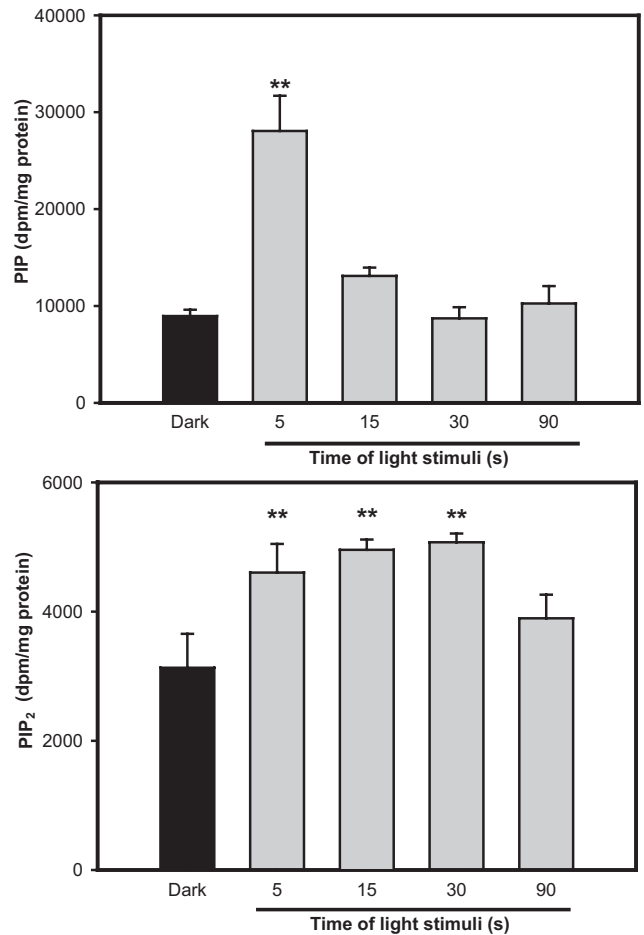 40000
30000
20000
10000
0
PIP (dpm/mg protein)
**
Dark 5 15 30 90
Time of light stimuli (s)
6000
4000
2000
0
PIP₂ (dpm/mg protein)
** ** **
Dark 5 15 30 90
Time of light stimuli (s)